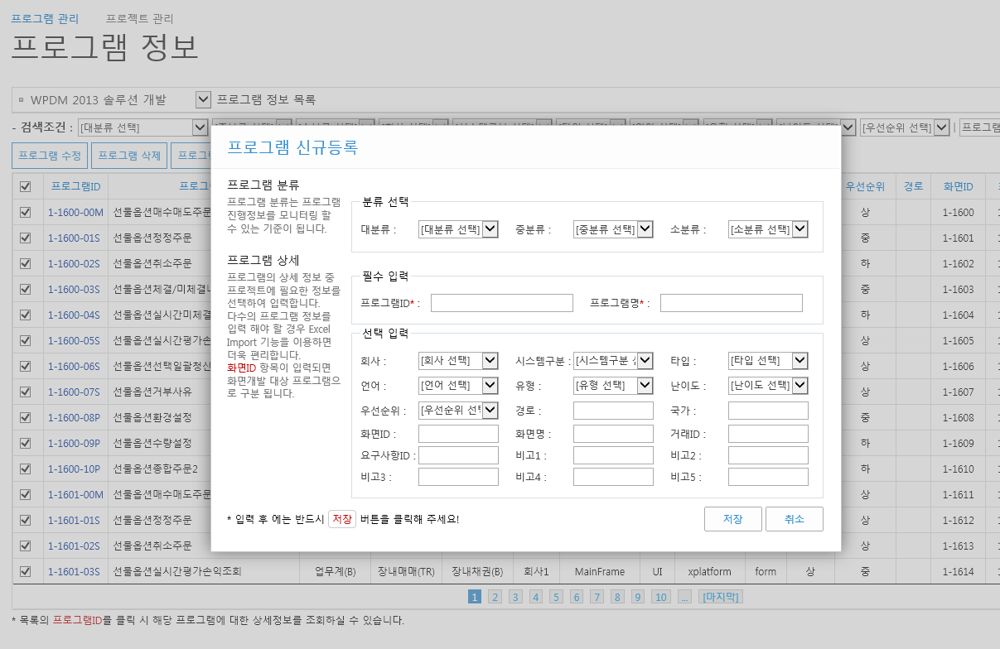 프로그램 관리 프로젝트 관리
프로그램 정보
WPDM 2013 솔루션 개발 프로그램 정보 목록
- 검색조건 : [대분류 선택] [우선순위 선택] | 프로그램
프로그램 수정 프로그램 삭제 프로그
프로그램ID 프로그 우선순위 경로 화면ID
1-1600-00M 선물옵션매수매도주문 상 1-1600
1-1600-01S 선물옵션정정주문 중 1-1601
1-1600-02S 선물옵션취소주문 하 1-1602
1-1600-03S 선물옵션체결/미체결내 중 1-1603
1-1600-04S 선물옵션실시간미체결 하 1-1604
1-1600-05S 선물옵션실시간평가손 상 1-1605
1-1600-06S 선물옵션선택일괄청산 상 1-1606
1-1600-07S 선물옵션거부사유 상 1-1607
1-1600-08P 선물옵션환경설정 중 1-1608
1-1600-09P 선물옵션수량설정 하 1-1609
1-1600-10P 선물옵션종합주문2 하 1-1610
1-1601-00M 선물옵션매수매도주문 상 1-1611
1-1601-01S 선물옵션정정주문 상 1-1612
1-1601-02S 선물옵션취소주문 상 1-1613
1-1601-03S 선물옵션실시간평가손익조회 업무계(B) 장내매매(TR) 장내채권(B) 회사1 MainFrame UI xplatform form 상 중 1-1614
1 2 3 4 5 6 7 8 9 10 ... [마지막]
* 목록의 프로그램ID를 클릭 시 해당 프로그램에 대한 상세정보를 조회하실 수 있습니다.
프로그램 신규등록
프로그램 분류
프로그램 분류는 프로그램
진행정보를 모니터링 할
수 있는 기준이 됩니다.
분류 선택
대분류 : [대분류 선택] 중분류 : [중분류 선택] 소분류 : [소분류 선택]
프로그램 상세
프로그램의 상세 정보 중
프로젝트에 필요한 정보를
선택하여 입력합니다.
다수의 프로그램 정보를
입력 해야 할 경우 Excel
Import 기능을 이용하면
더욱 편리합니다.
화면ID 항목이 입력되면
화면개발 대상 프로그램으
로 구분 됩니다.
필수 입력
프로그램ID* : 프로그램명* :
선택 입력
회사 : [회사 선택] 시스템구분 : [시스템구분 타입 : [타입 선택]
언어 : [언어 선택] 유형 : [유형 선택] 난이도 : [난이도 선택]
우선순위 : [우선순위 선택 경로 : 국가 :
화면ID : 화면명 : 거래ID :
요구사항ID : 비고1 : 비고2 :
비고3 : 비고4 : 비고5 :
* 입력 후 에는 반드시 저장 버튼을 클릭해 주세요!
저장 취소